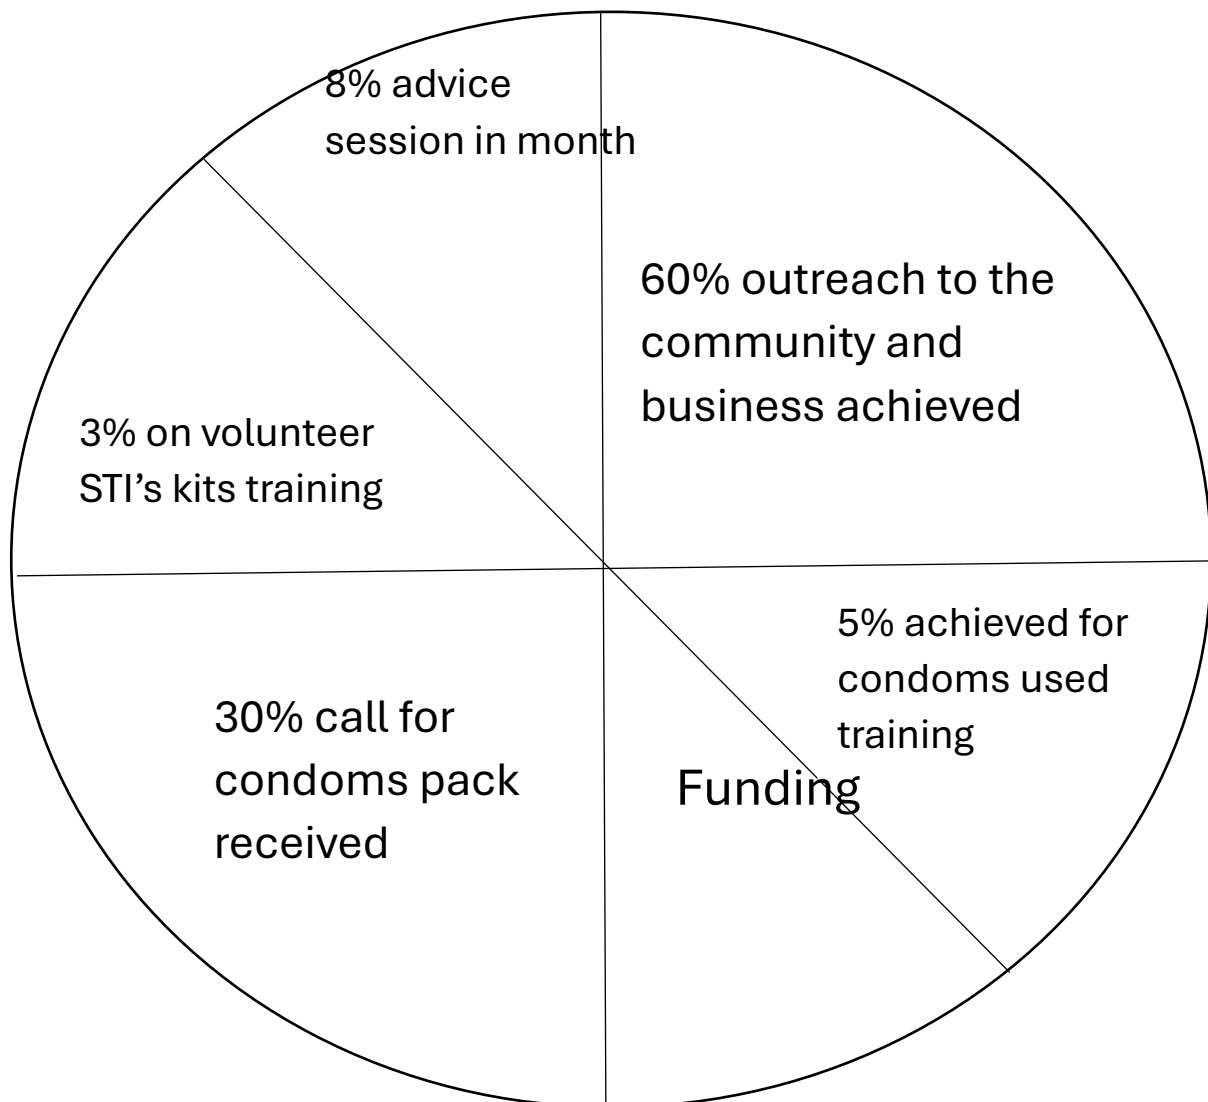 8% advice
session in month
60% outreach to the
community and
business achieved
3% on volunteer
STI’s kits training
5% achieved for
condoms used
training
30% call for
condoms pack
received
Funding